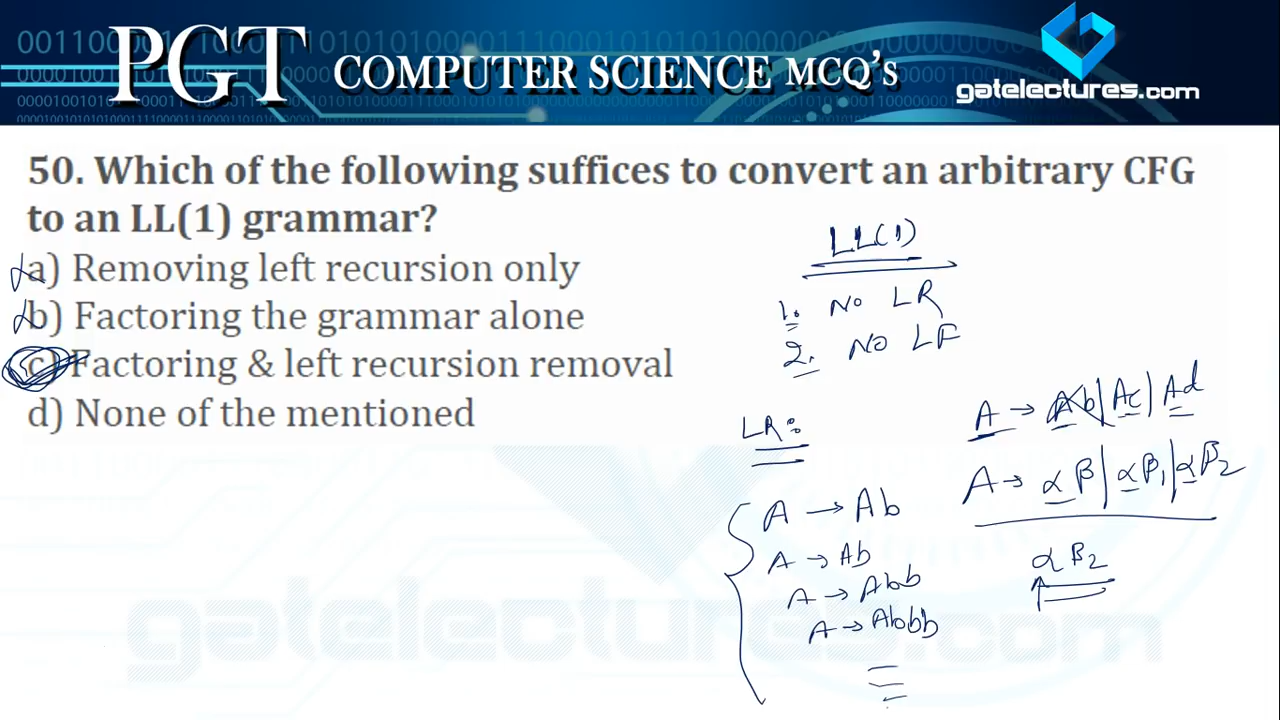 PGT COMPUTER SCIENCE MCQ'S
gatelectures.com
50. Which of the following suffices to convert an arbitrary CFG
to an LL(1) grammar?
a) Removing left recursion only
b) Factoring the grammar alone
c) Factoring & left recursion removal
d) None of the mentioned
LL(1)
1. No LR
2. No LF
LR:
A → Ab
A → Ab
A → Abb
A → Abbb
A → Ab | Ac | Ad
A → αβ | αβ1 | αβ2
αβ2
gatelectures.com